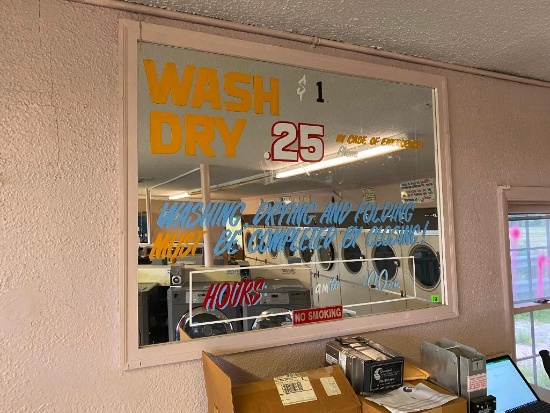 WASH $ 1
DRY .25
IN CASE OF EMERGENCY
Phone
WASHING, DRYING AND FOLDING
MUST BE COMPLETED BY CLOSING!
HOURS:
NO SMOKING